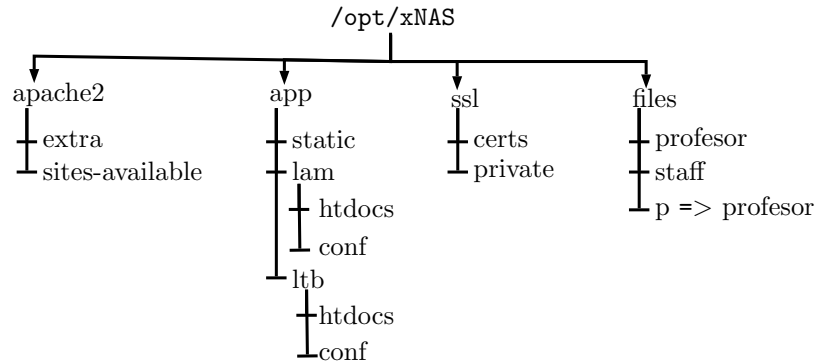 /opt/xNAS
apache2
extra
sites-available
app
static
lam
htdocs
conf
ltb
htdocs
conf
ssl
certs
private
files
profesor
staff
p => profesor